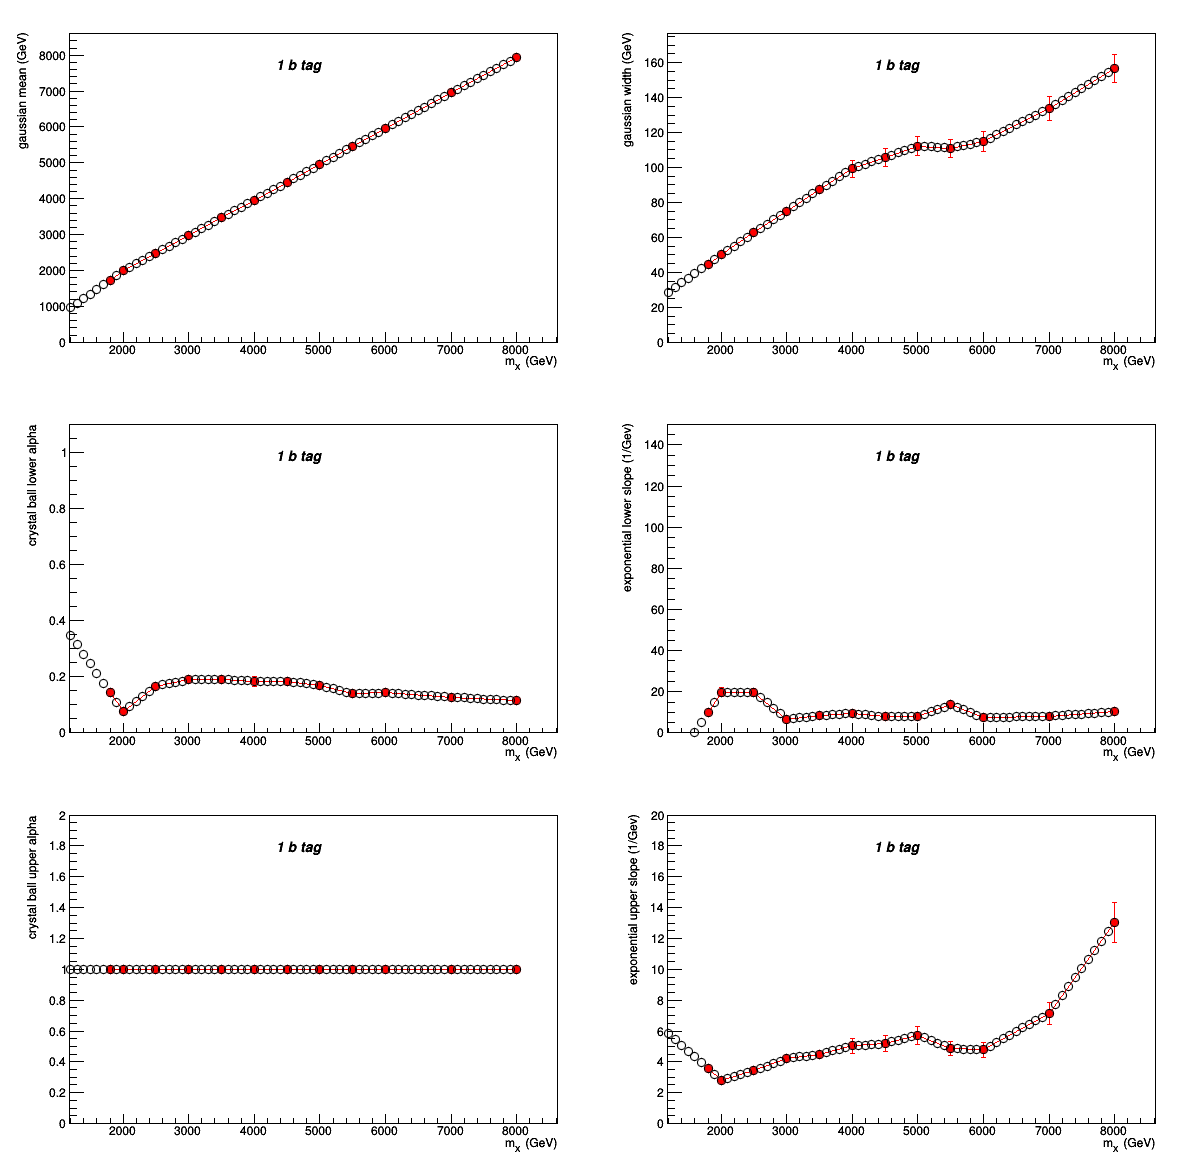 gaussian mean (GeV)
1 b tag
8000
7000
6000
5000
4000
3000
2000
1000
0
2000 3000 4000 5000 6000 7000 8000
m_x (GeV)
gaussian width (GeV)
1 b tag
160
140
120
100
80
60
40
20
0
2000 3000 4000 5000 6000 7000 8000
m_x (GeV)
crystal ball lower alpha
1 b tag
1
0.8
0.6
0.4
0.2
0
2000 3000 4000 5000 6000 7000 8000
m_x (GeV)
exponential lower slope (1/Gev)
1 b tag
140
120
100
80
60
40
20
0
2000 3000 4000 5000 6000 7000 8000
m_x (GeV)
crystal ball upper alpha
1 b tag
2
1.8
1.6
1.4
1.2
1
0.8
0.6
0.4
0.2
0
2000 3000 4000 5000 6000 7000 8000
m_x (GeV)
exponential upper slope (1/Gev)
1 b tag
20
18
16
14
12
10
8
6
4
2
0
2000 3000 4000 5000 6000 7000 8000
m_x (GeV)